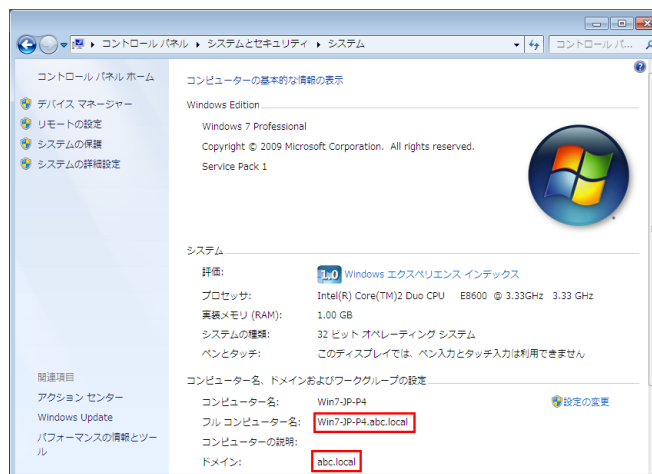 コントロール パネル ▸ システムとセキュリティ ▸ システム
コントロール パ...
コントロール パネル ホーム
デバイス マネージャー
リモートの設定
システムの保護
システムの詳細設定
コンピューターの基本的な情報の表示
Windows Edition
Windows 7 Professional
Copyright © 2009 Microsoft Corporation. All rights reserved.
Service Pack 1
システム
評価: 1.0 Windows エクスペリエンス インデックス
プロセッサ: Intel(R) Core(TM)2 Duo CPU E8600 @ 3.33GHz 3.33 GHz
実装メモリ (RAM): 1.00 GB
システムの種類: 32 ビット オペレーティング システム
ペンとタッチ: このディスプレイでは、ペン入力とタッチ入力は利用できません
コンピューター名、ドメインおよびワークグループの設定
コンピューター名: Win7-JP-P4
設定の変更
フル コンピューター名: Win7-JP-P4.abc.local
コンピューターの説明:
ドメイン: abc.local
関連項目
アクション センター
Windows Update
パフォーマンスの情報とツー
ル